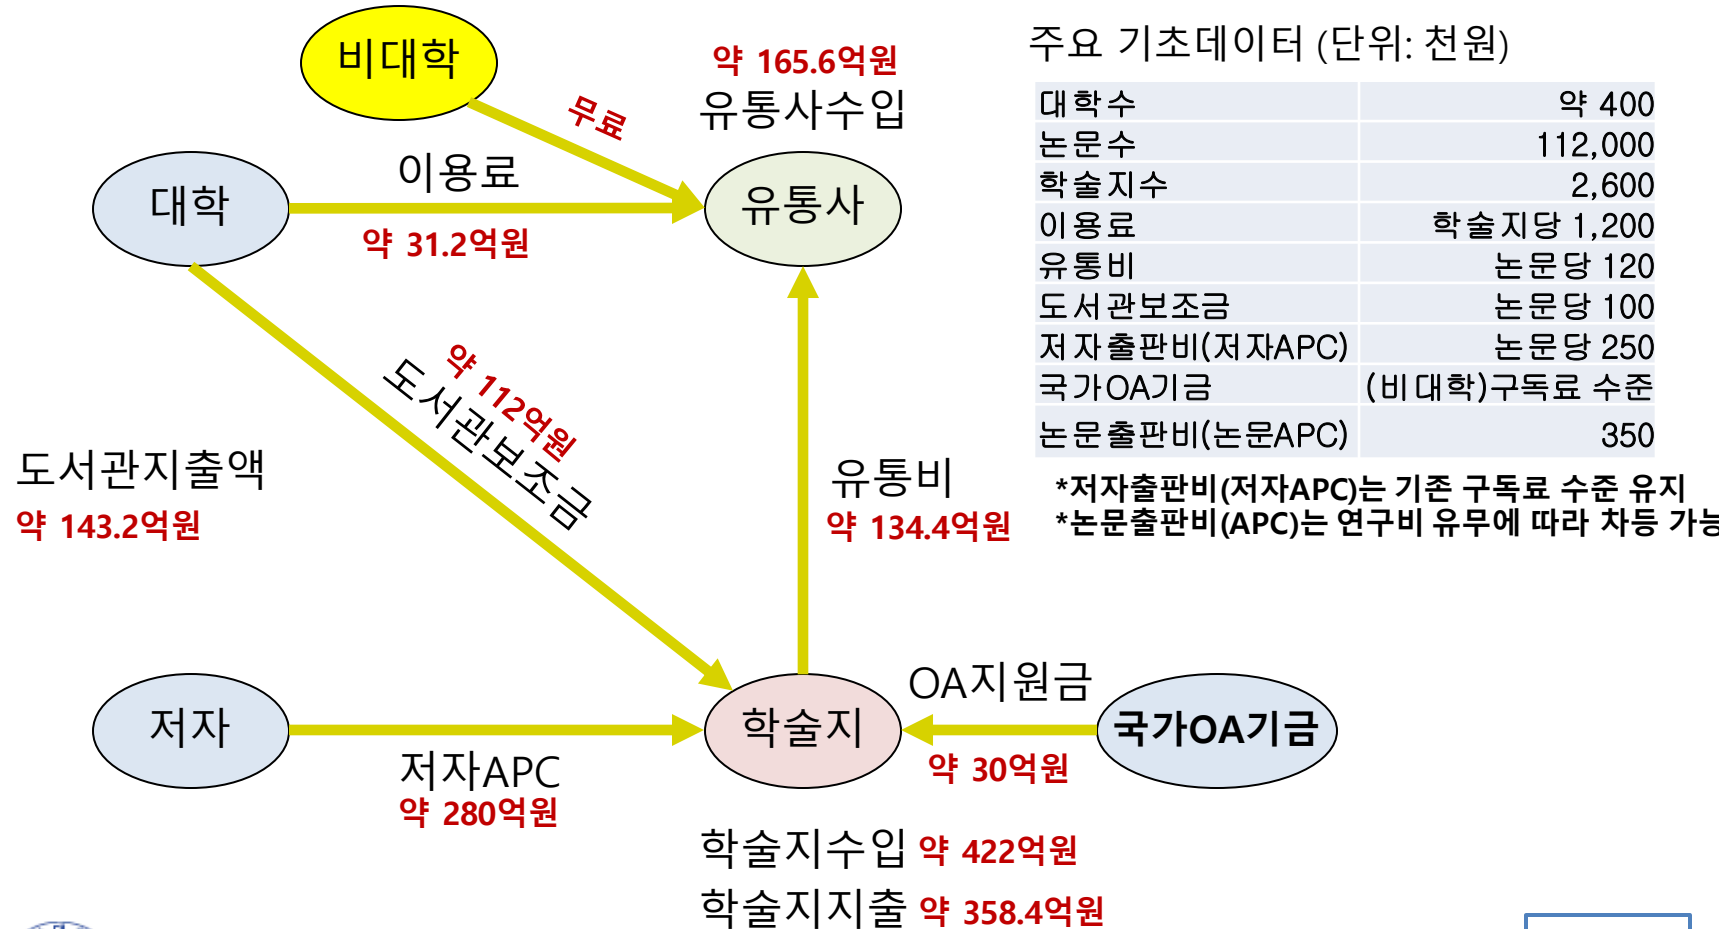 비대학
무료
약 165.6억원
유통사수입
대학
이용료
약 31.2억원
유통사
약 112억원
도서관보조금
도서관지출액
약 143.2억원
유통비
약 134.4억원
저자
저자APC
약 280억원
학술지
OA지원금
약 30억원
국가OA기금
학술지수입 약 422억원
학술지지출 약 358.4억원
주요 기초데이터 (단위: 천원)
대학수 약 400
논문수 112,000
학술지수 2,600
이용료 학술지당 1,200
유통비 논문당 120
도서관보조금 논문당 100
저자출판비(저자APC) 논문당 250
국가OA기금 (비대학)구독료 수준
논문출판비(논문APC) 350
*저자출판비(저자APC)는 기존 구독료 수준 유지
*논문출판비(APC)는 연구비 유무에 따라 차등 가능